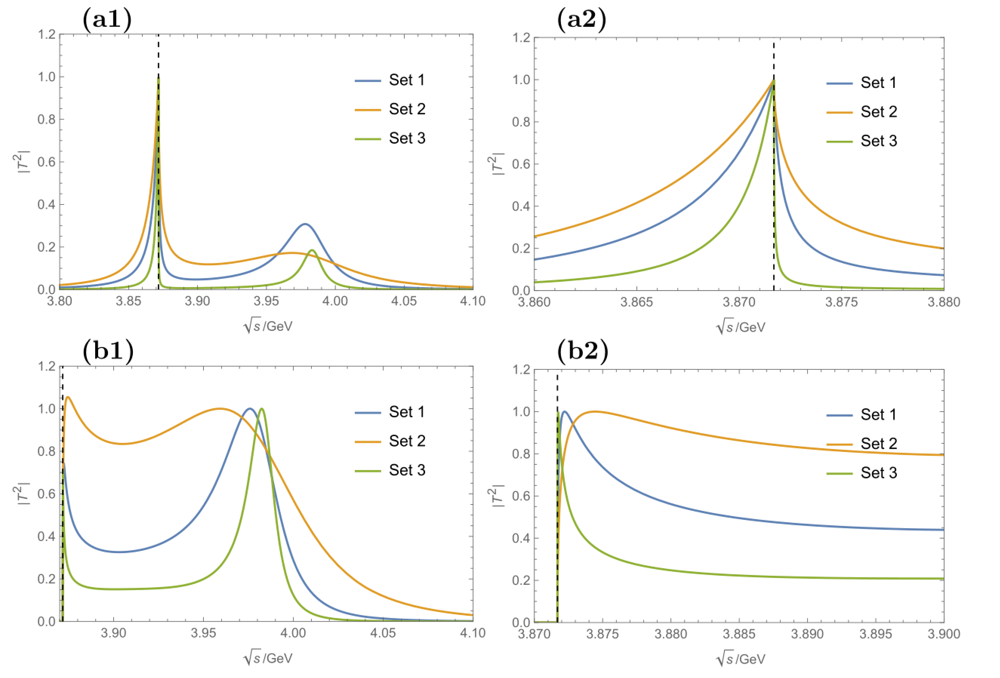 (a1)
1.2
1.0
0.8
0.6
0.4
0.2
0.0
|T²|
Set 1
Set 2
Set 3
3.80 3.85 3.90 3.95 4.00 4.05 4.10
√s /GeV
(a2)
1.2
1.0
0.8
0.6
0.4
0.2
0.0
|T²|
Set 1
Set 2
Set 3
3.860 3.865 3.870 3.875 3.880
√s /GeV
(b1)
1.2
1.0
0.8
0.6
0.4
0.2
0.0
|T²|
Set 1
Set 2
Set 3
3.90 3.95 4.00 4.05 4.10
√s /GeV
(b2)
1.2
1.0
0.8
0.6
0.4
0.2
0.0
|T²|
Set 1
Set 2
Set 3
3.870 3.875 3.880 3.885 3.890 3.895 3.900
√s /GeV